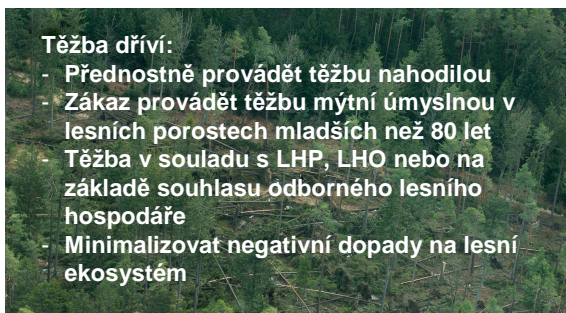 Těžba dříví:
- Přednostně provádět těžbu nahodilou
- Zákaz provádět těžbu mýtní úmyslnou v
lesních porostech mladších než 80 let
- Těžba v souladu s LHP, LHO nebo na
základě souhlasu odborného lesního
hospodáře
- Minimalizovat negativní dopady na lesní
ekosystém